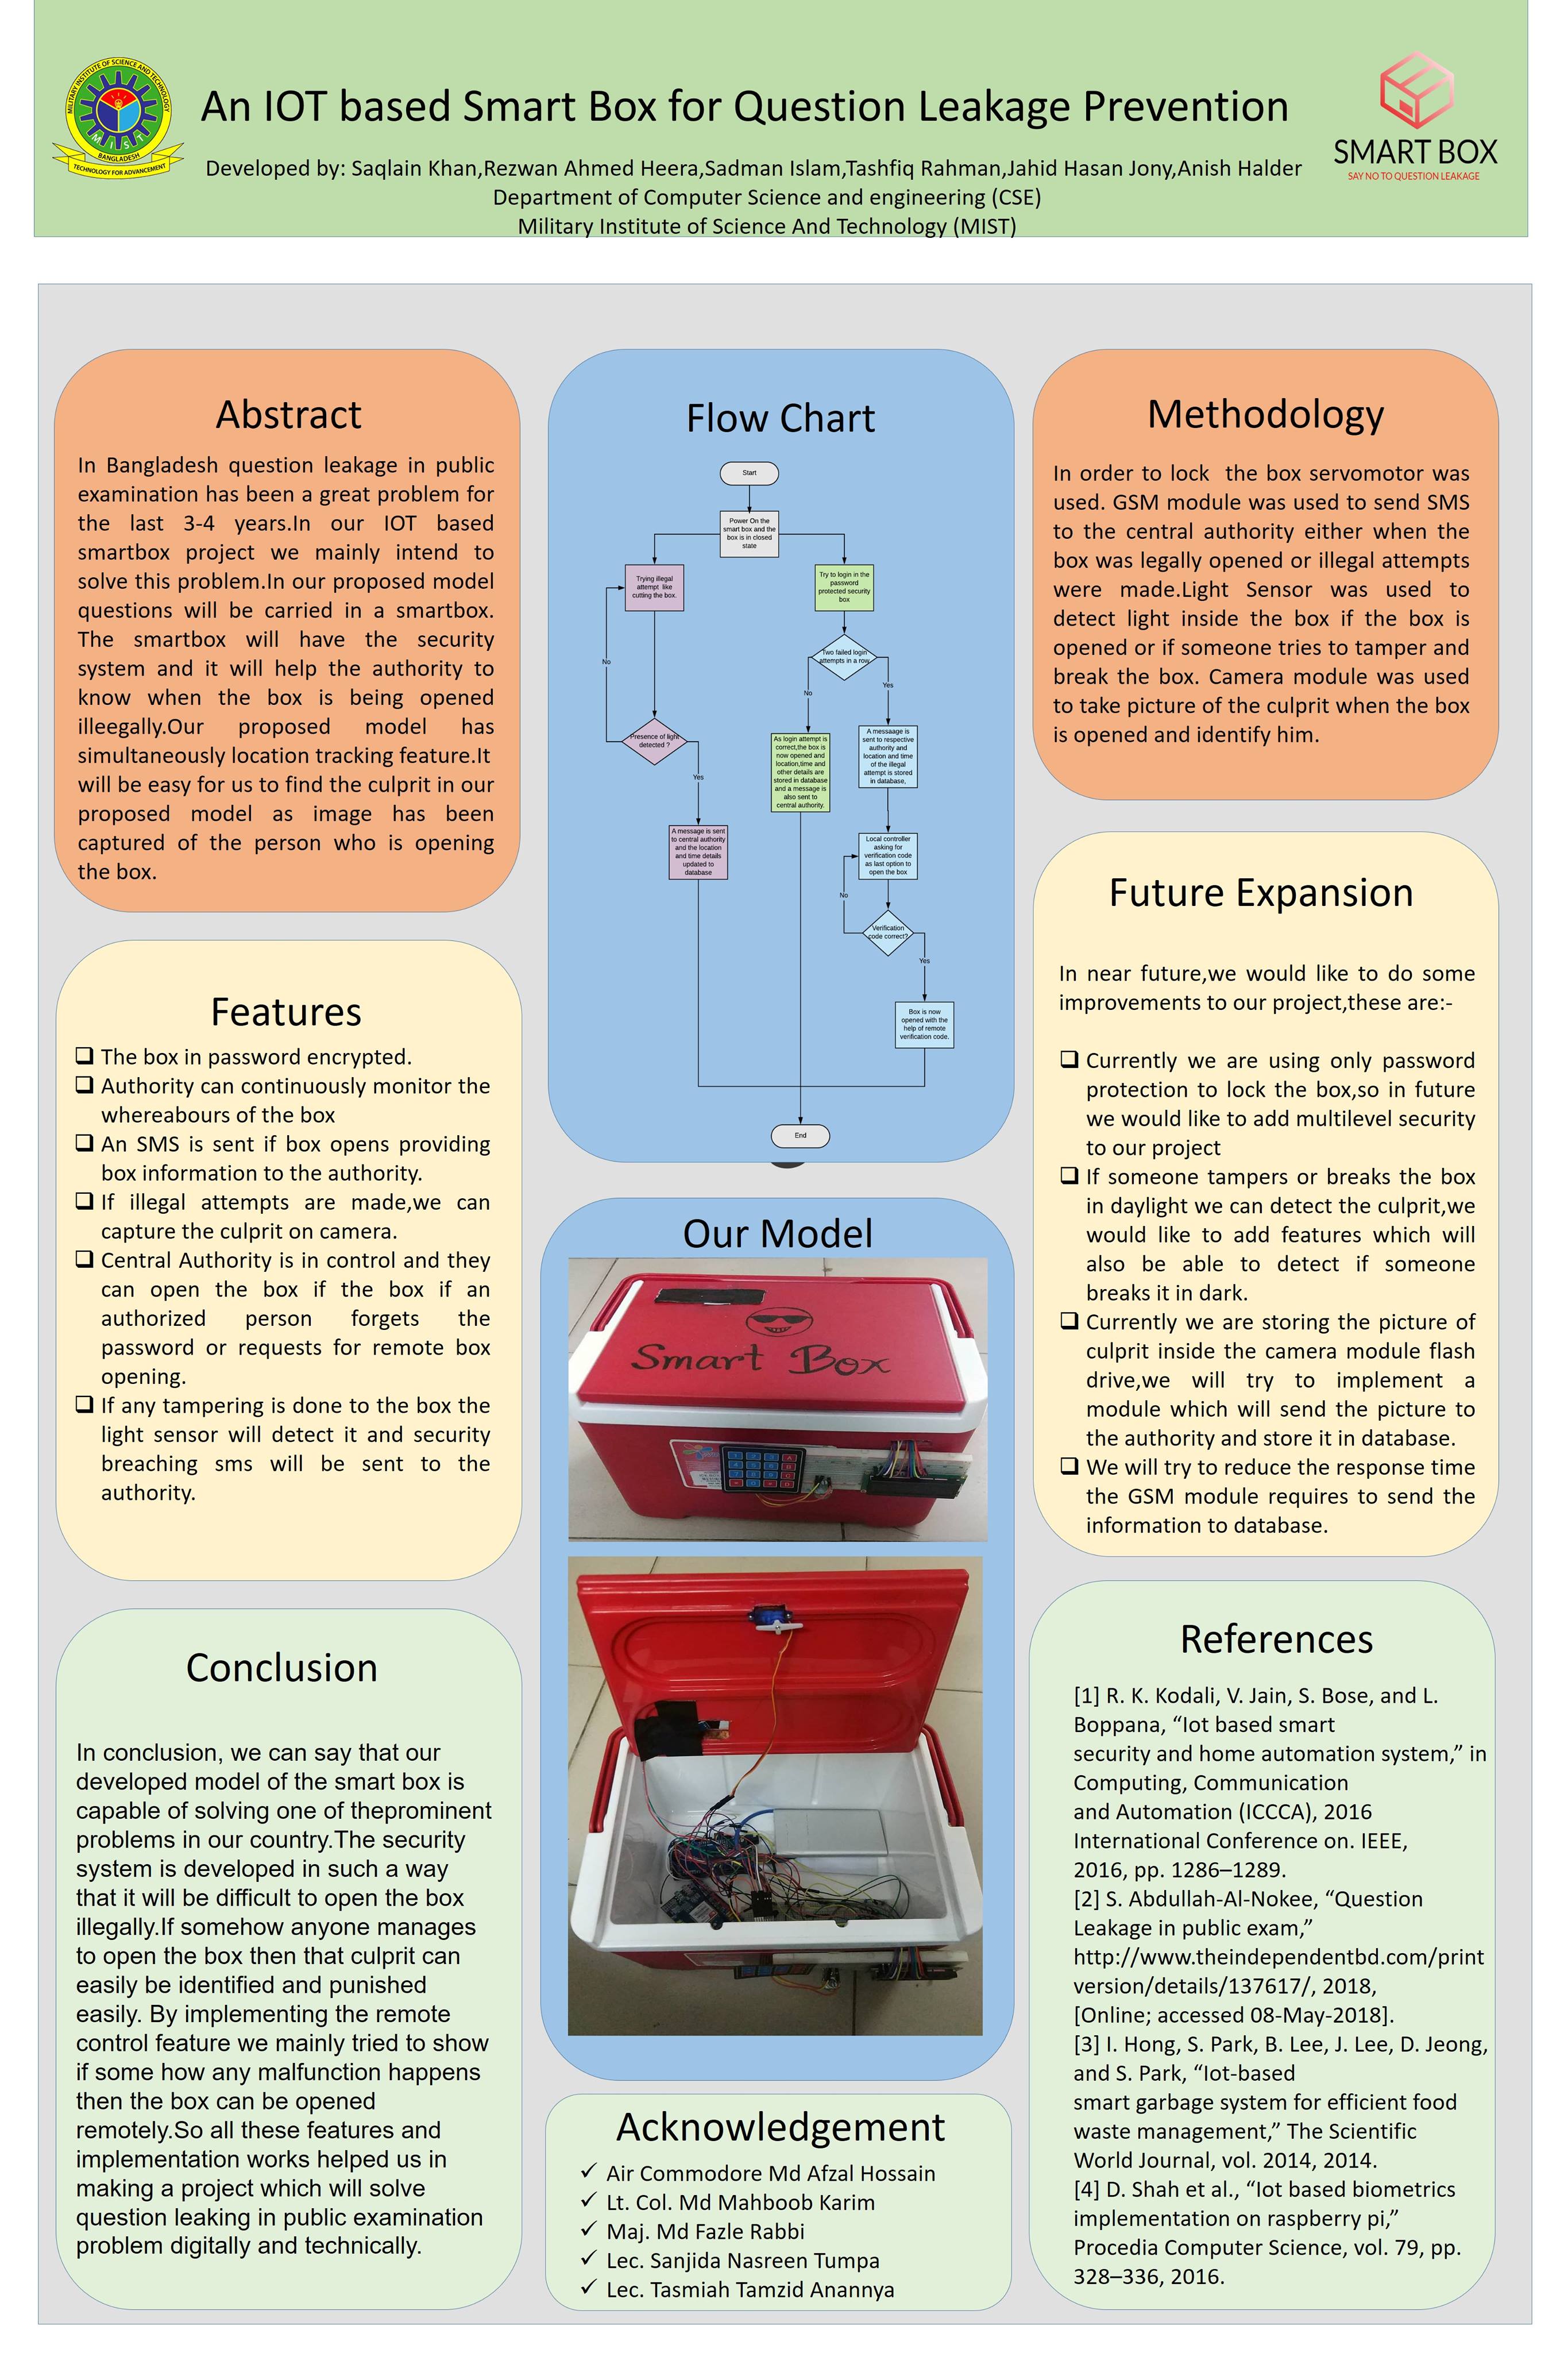 An IOT based Smart Box for Question Leakage Prevention
Developed by: Saqlain Khan,Rezwan Ahmed Heera,Sadman Islam,Tashfiq Rahman,Jahid Hasan Jony,Anish Halder
Department of Computer Science and engineering (CSE)
Military Institute of Science And Technology (MIST)
MILITARY INSTITUTE OF SCIENCE AND TECHNOLOGY
M I S T
BANGLADESH
TECHNOLOGY FOR ADVANCEMENT
SMART BOX
SAY NO TO QUESTION LEAKAGE
Abstract
In Bangladesh question leakage in public
examination has been a great problem for
the last 3-4 years.In our IOT based
smartbox project we mainly intend to
solve this problem.In our proposed model
questions will be carried in a smartbox.
The smartbox will have the security
system and it will help the authority to
know when the box is being opened
illeegally.Our proposed model has
simultaneously location tracking feature.It
will be easy for us to find the culprit in our
proposed model as image has been
captured of the person who is opening
the box.
Features
❑ The box in password encrypted.
❑ Authority can continuously monitor the
whereabours of the box
❑ An SMS is sent if box opens providing
box information to the authority.
❑ If illegal attempts are made,we can
capture the culprit on camera.
❑ Central Authority is in control and they
can open the box if the box if an
authorized person forgets the
password or requests for remote box
opening.
❑ If any tampering is done to the box the
light sensor will detect it and security
breaching sms will be sent to the
authority.
Conclusion
In conclusion, we can say that our
developed model of the smart box is
capable of solving one of theprominent
problems in our country.The security
system is developed in such a way
that it will be difficult to open the box
illegally.If somehow anyone manages
to open the box then that culprit can
easily be identified and punished
easily. By implementing the remote
control feature we mainly tried to show
if some how any malfunction happens
then the box can be opened
remotely.So all these features and
implementation works helped us in
making a project which will solve
question leaking in public examination
problem digitally and technically.
Flow Chart
Start
Power On the
smart box and the
box is in closed
state
Trying illegal
attempt like
cutting the box.
Try to login in the
password
protected security
box
No
Two failed login
attempts in a row
No
Yes
Presence of light
detected ?
Yes
As login attempt is
correct,the box is
now opened and
location,time and
other details are
stored in database
and a message is
also sent to
central authority.
A messaage is
sent to respective
authority and
location and time
of the illegal
attempt is stored
in database,
A message is sent
to central authority
and the location
and time details
updated to
database
Local controller
asking for
verification code
as last option to
open the box
No
Verification
code correct?
Yes
Box is now
opened with the
help of remote
verification code.
End
Our Model
Smart Box
Acknowledgement
✓ Air Commodore Md Afzal Hossain
✓ Lt. Col. Md Mahboob Karim
✓ Maj. Md Fazle Rabbi
✓ Lec. Sanjida Nasreen Tumpa
✓ Lec. Tasmiah Tamzid Anannya
Methodology
In order to lock the box servomotor was
used. GSM module was used to send SMS
to the central authority either when the
box was legally opened or illegal attempts
were made.Light Sensor was used to
detect light inside the box if the box is
opened or if someone tries to tamper and
break the box. Camera module was used
to take picture of the culprit when the box
is opened and identify him.
Future Expansion
In near future,we would like to do some
improvements to our project,these are:-
❑ Currently we are using only password
protection to lock the box,so in future
we would like to add multilevel security
to our project
❑ If someone tampers or breaks the box
in daylight we can detect the culprit,we
would like to add features which will
also be able to detect if someone
breaks it in dark.
❑ Currently we are storing the picture of
culprit inside the camera module flash
drive,we will try to implement a
module which will send the picture to
the authority and store it in database.
❑ We will try to reduce the response time
the GSM module requires to send the
information to database.
References
[1] R. K. Kodali, V. Jain, S. Bose, and L.
Boppana, “Iot based smart
security and home automation system,” in
Computing, Communication
and Automation (ICCCA), 2016
International Conference on. IEEE,
2016, pp. 1286–1289.
[2] S. Abdullah-Al-Nokee, “Question
Leakage in public exam,”
http://www.theindependentbd.com/print
version/details/137617/, 2018,
[Online; accessed 08-May-2018].
[3] I. Hong, S. Park, B. Lee, J. Lee, D. Jeong,
and S. Park, “Iot-based
smart garbage system for efficient food
waste management,” The Scientific
World Journal, vol. 2014, 2014.
[4] D. Shah et al., “Iot based biometrics
implementation on raspberry pi,”
Procedia Computer Science, vol. 79, pp.
328–336, 2016.